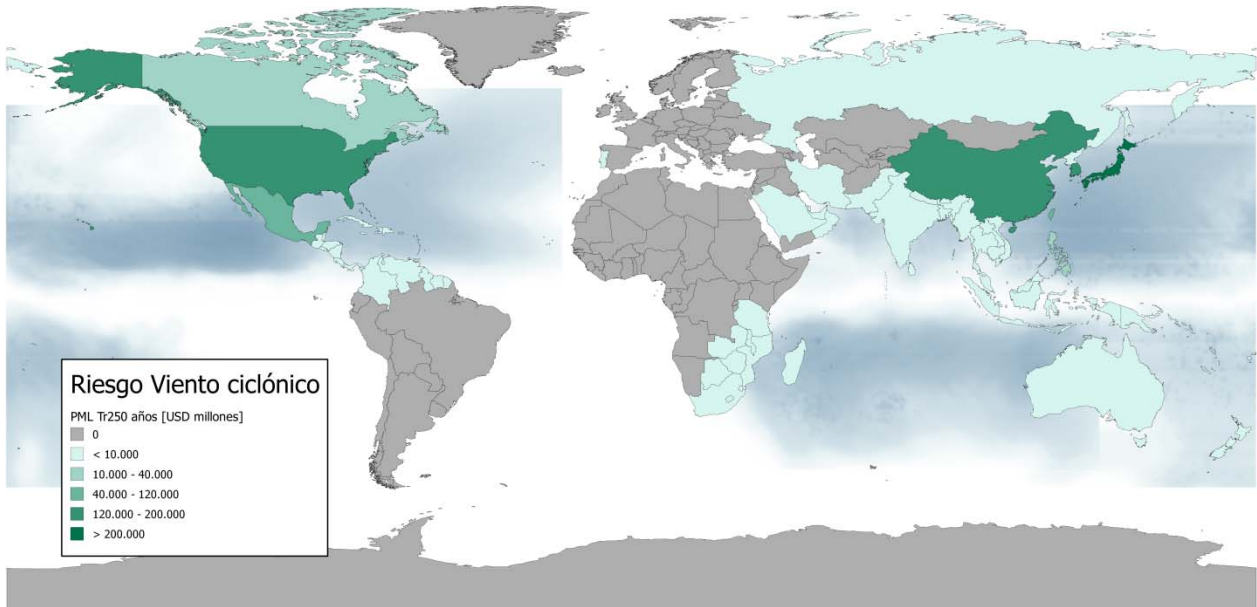 Riesgo Viento ciclónico
PML Tr250 años [USD millones]
0
< 10.000
10.000 - 40.000
40.000 - 120.000
120.000 - 200.000
> 200.000